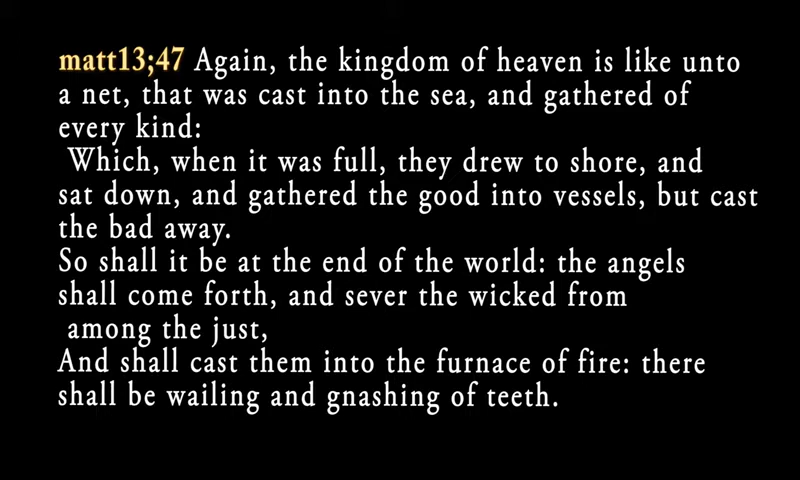 matt13;47 Again, the kingdom of heaven is like unto
a net, that was cast into the sea, and gathered of
every kind:
Which, when it was full, they drew to shore, and
sat down, and gathered the good into vessels, but cast
the bad away.
So shall it be at the end of the world: the angels
shall come forth, and sever the wicked from
among the just,
And shall cast them into the furnace of fire: there
shall be wailing and gnashing of teeth.